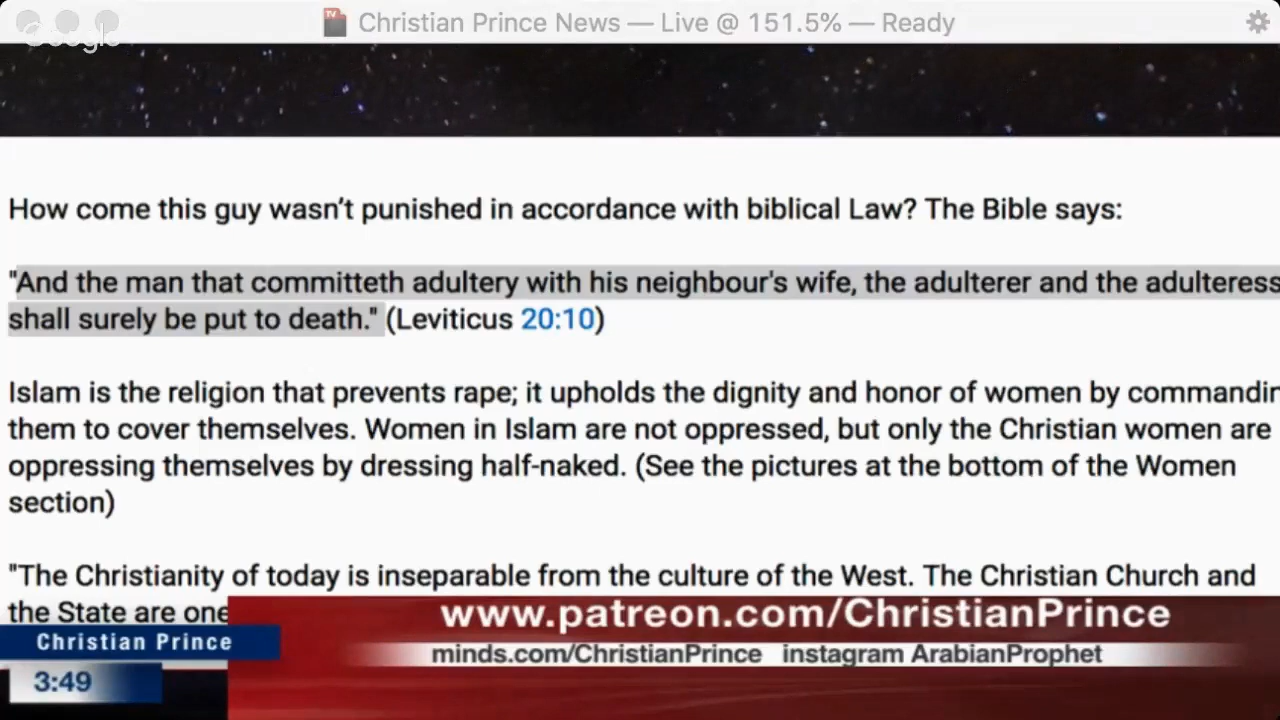 Christian Prince News — Live @ 151.5% — Ready
Google
How come this guy wasn't punished in accordance with biblical Law? The Bible says:
"And the man that committeth adultery with his neighbour's wife, the adulterer and the adulteress
shall surely be put to death." (Leviticus 20:10)
Islam is the religion that prevents rape; it upholds the dignity and honor of women by commandin
them to cover themselves. Women in Islam are not oppressed, but only the Christian women are
oppressing themselves by dressing half-naked. (See the pictures at the bottom of the Women
section)
"The Christianity of today is inseparable from the culture of the West. The Christian Church and
the State are one
www.patreon.com/ChristianPrince
Christian Prince
minds.com/ChristianPrince instagram ArabianProphet
3:49